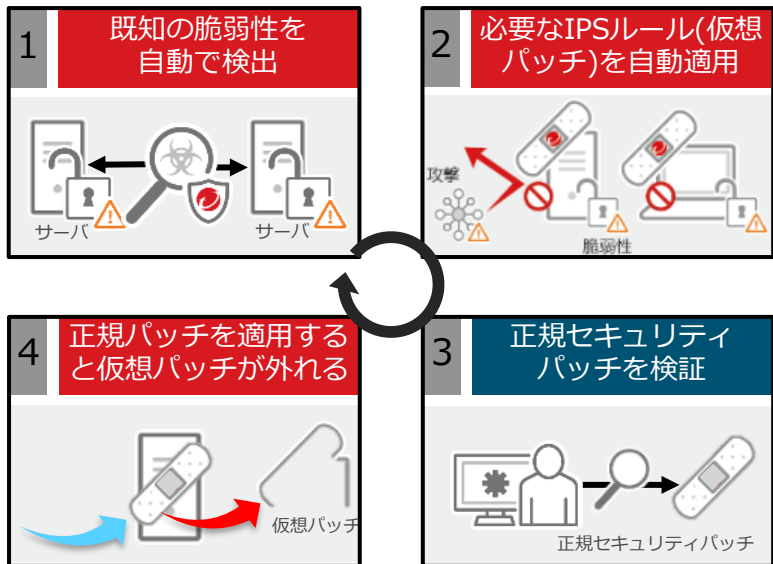 1
既知の脆弱性を
自動で検出
サーバ
サーバ
2
必要なIPSルール(仮想
パッチ)を自動適用
攻撃
脆弱性
4
正規パッチを適用する
と仮想パッチが外れる
仮想パッチ
3
正規セキュリティ
パッチを検証
正規セキュリティパッチ